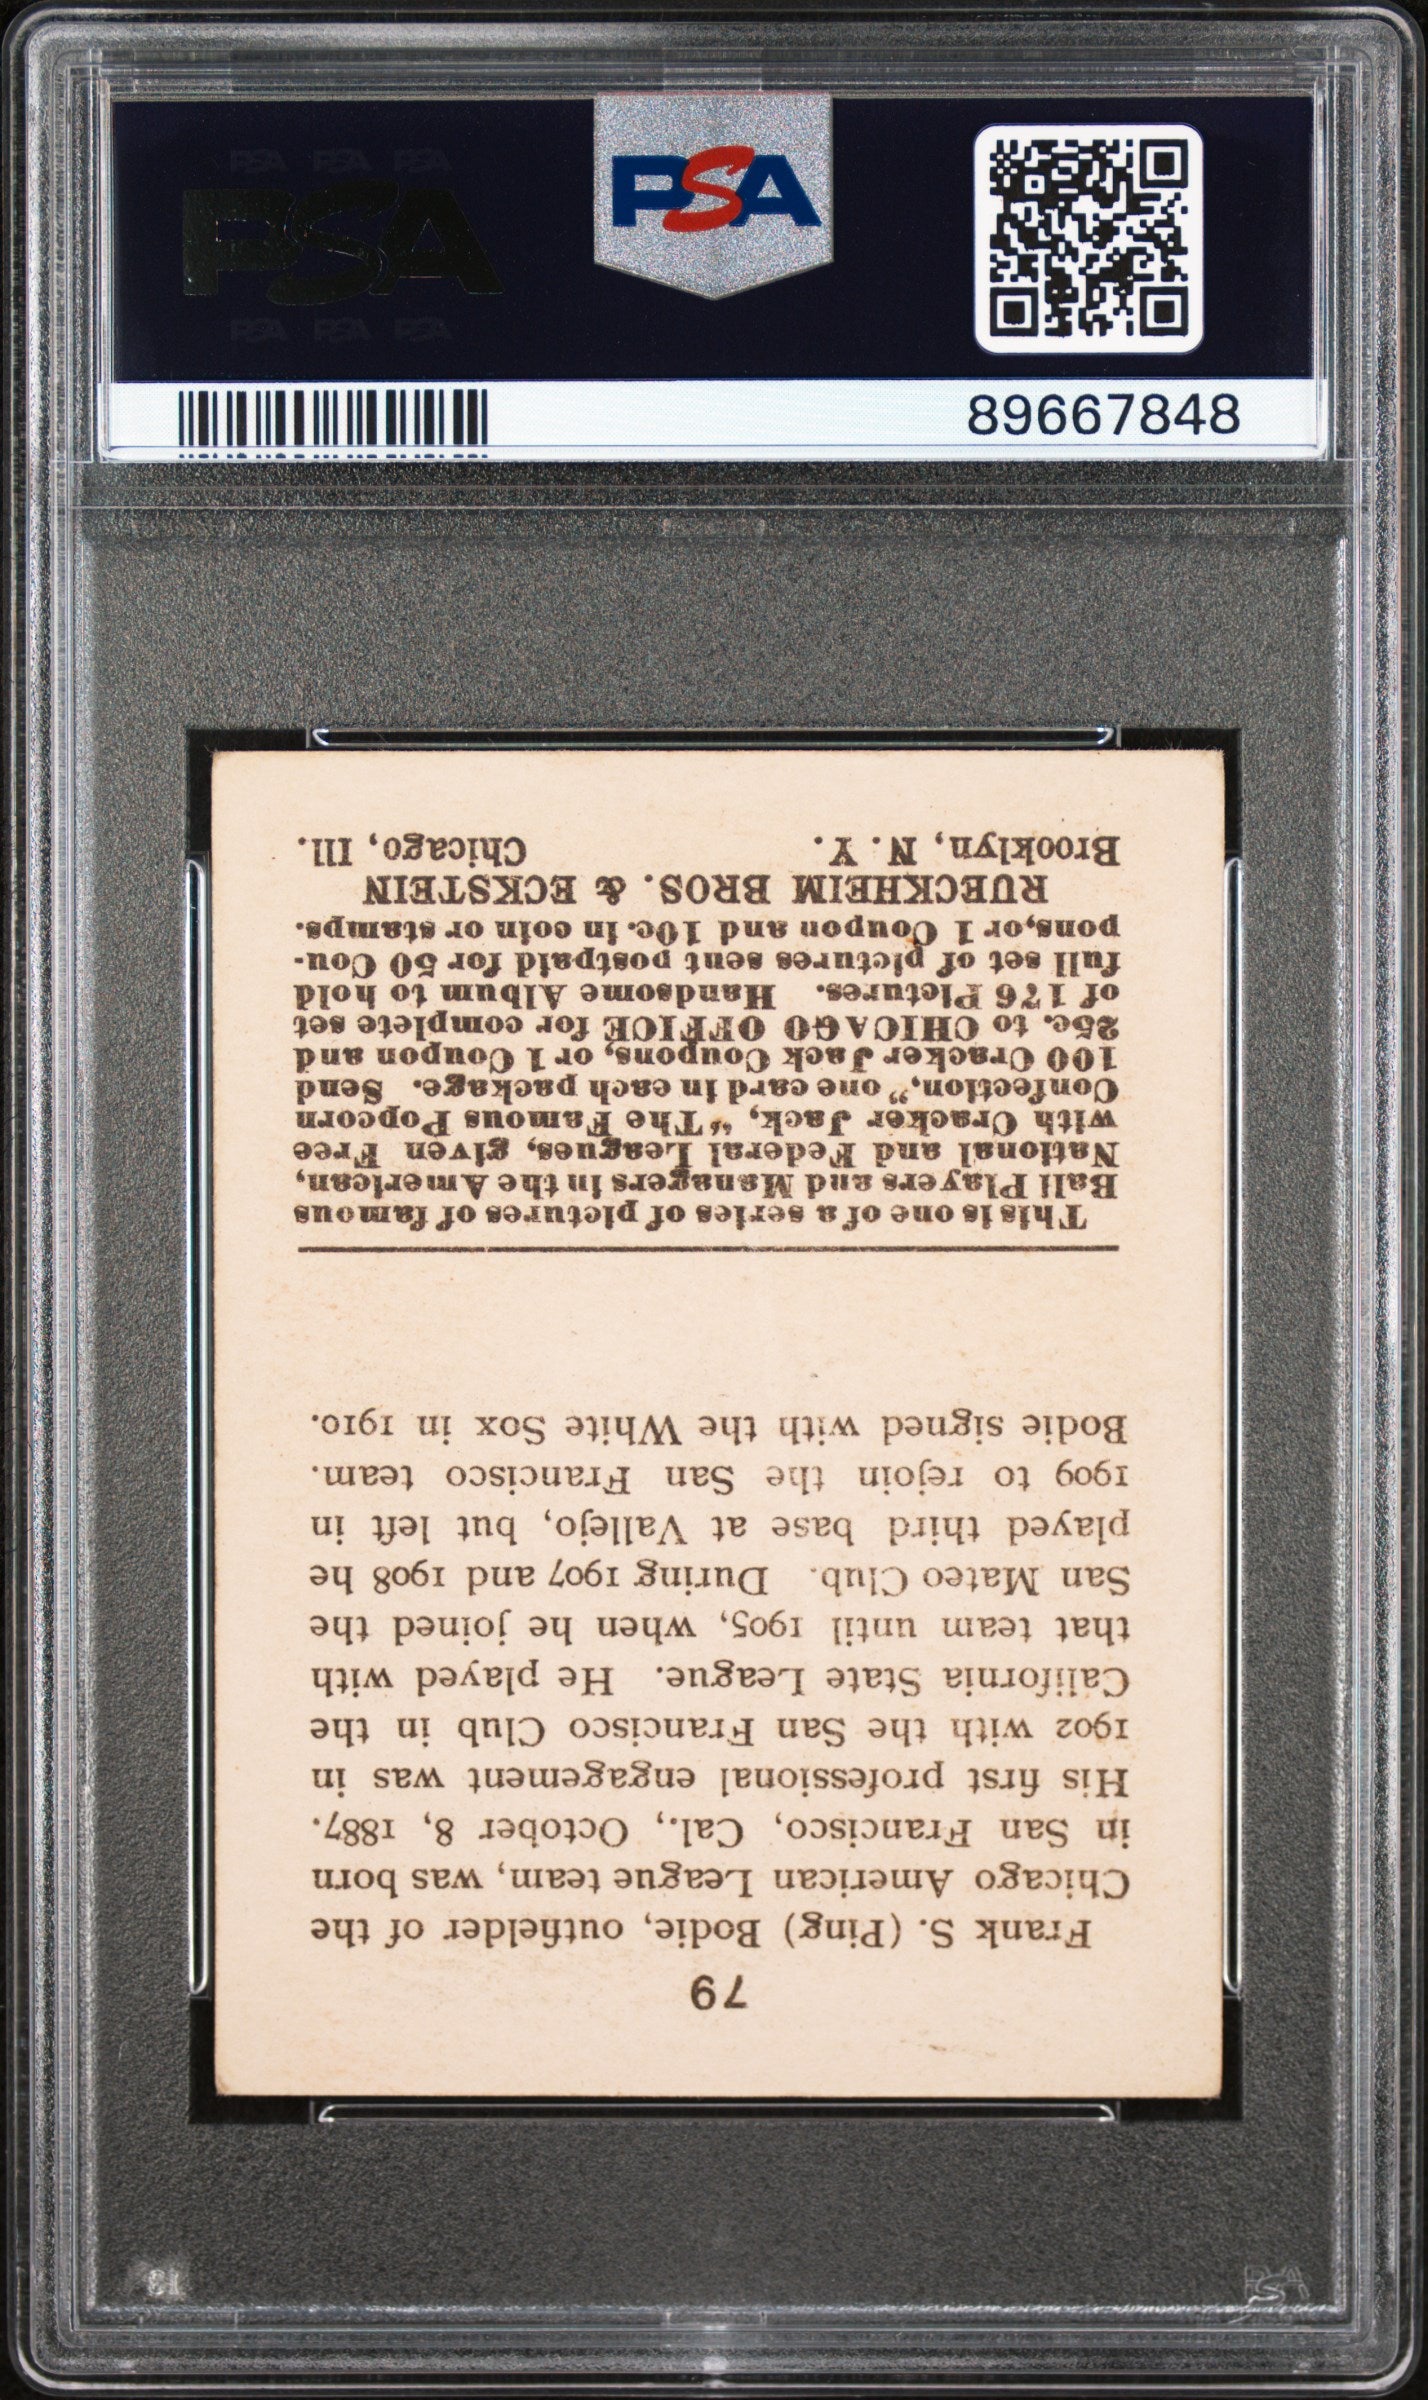 PSA PSA PSA
PSA
PSA PSA PSA
PSA
89667848
79
Frank S. (Ping) Bodie, outfielder of the
Chicago American League team, was born
in San Francisco, Cal., October 8, 1887.
His first professional engagement was in
1902 with the San Francisco Club in the
California State League. He played with
that team until 1905, when he joined the
San Mateo Club. During 1907 and 1908 he
played third base at Vallejo, but left in
1909 to rejoin the San Francisco team.
Bodie signed with the White Sox in 1910.
This is one of a series of pictures of famous
Ball Players and Managers in the American,
National and Federal Leagues, given Free
with Cracker Jack, "The Famous Popcorn
Confection," one card in each package. Send
100 Cracker Jack Coupons, or 1 Coupon and
25c. to CHICAGO OFFICE for complete set
of 176 Pictures. Handsome Album to hold
full set of pictures sent postpaid for 50 Cou-
pons, or 1 Coupon and 10c. in coin or stamps.
RUECKHEIM BROS. & ECKSTEIN
Brooklyn, N. Y. Chicago, Ill.
PSA